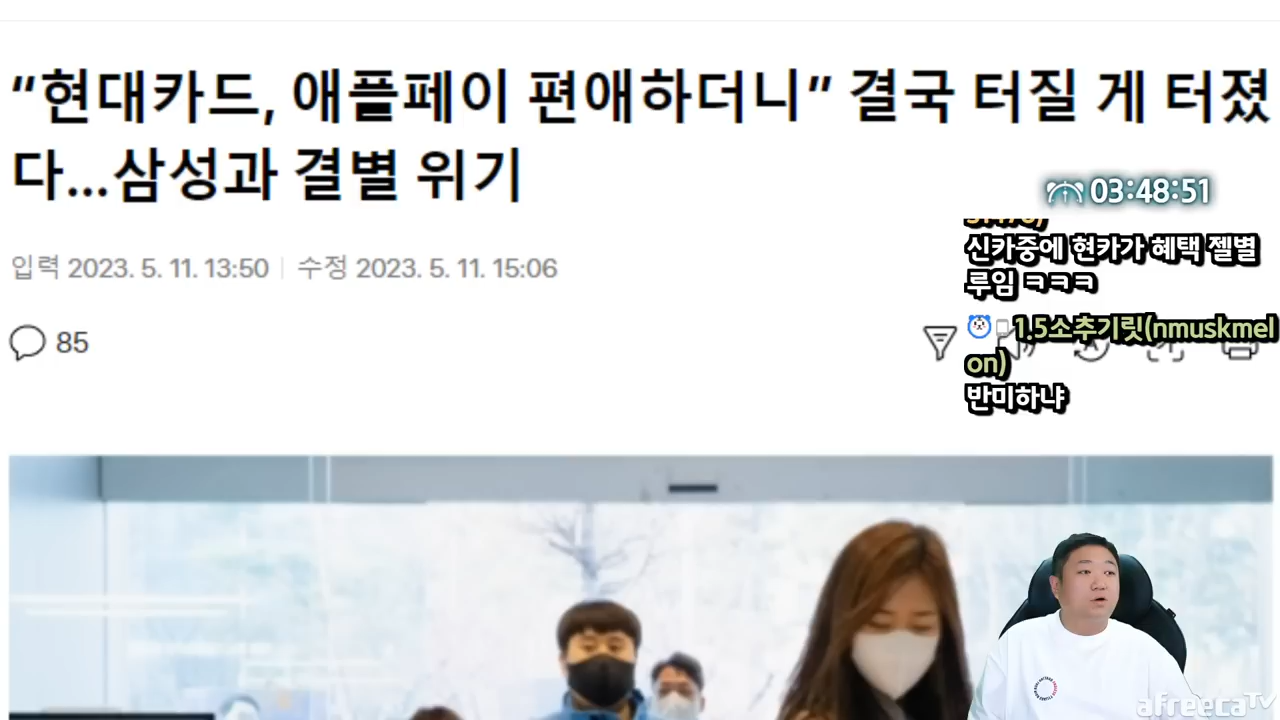 “현대카드, 애플페이 편애하더니” 결국 터질 게 터졌
다...삼성과 결별 위기
03:48:51
입력 2023. 5. 11. 13:50
수정 2023. 5. 11. 15:06
신카중에 현카가 혜택 젤별
루임 ㅋㅋㅋ
85
1.5소추기릿(nmuskmel
on)
반미하냐
afreecaTV